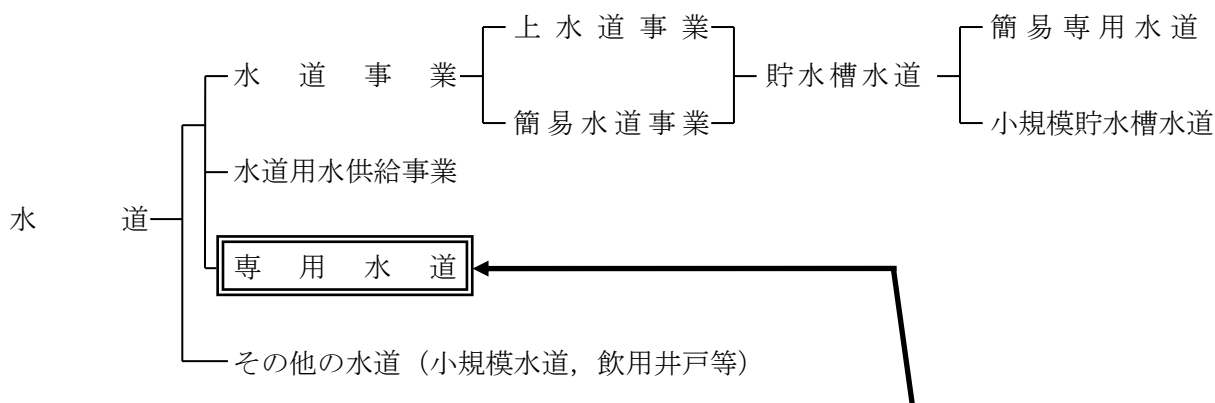 上水道事業
簡易専用水道
水道事業
貯水槽水道
簡易水道事業
小規模貯水槽水道
水道用水供給事業
水道
専用水道
その他の水道（小規模水道，飲用井戸等）